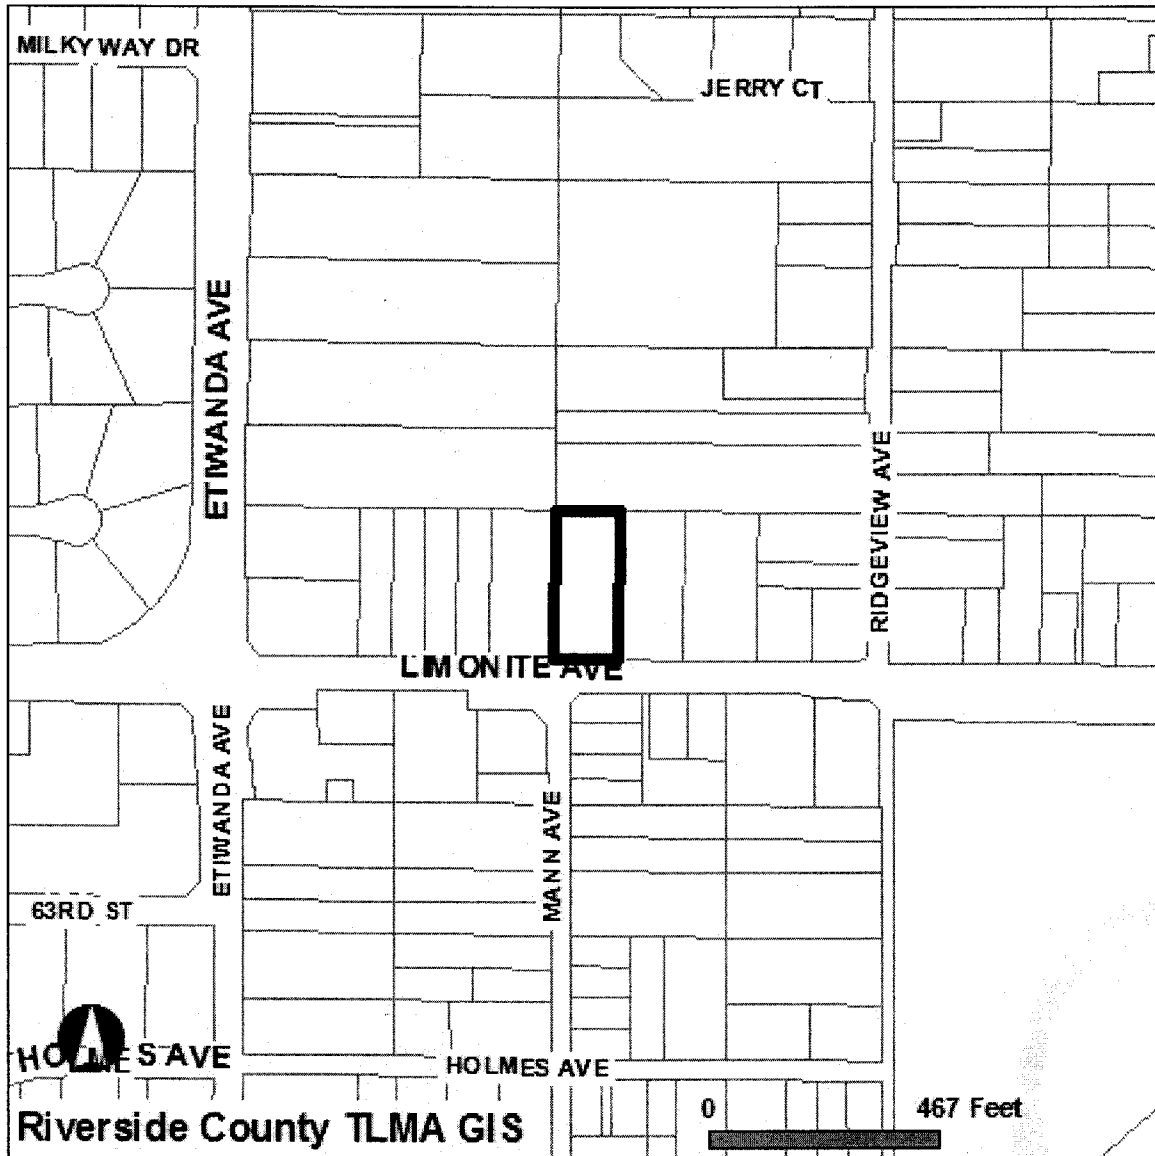 MILKY WAY DR
JERRY CT
ETIWANDA AVE
RIDGEVIEW AVE
LIMONITE AVE
ETIWANDA AVE
MANN AVE
63RD ST
HOLMES AVE
HOLMES AVE
Riverside County TLMA GIS
0 467 Feet